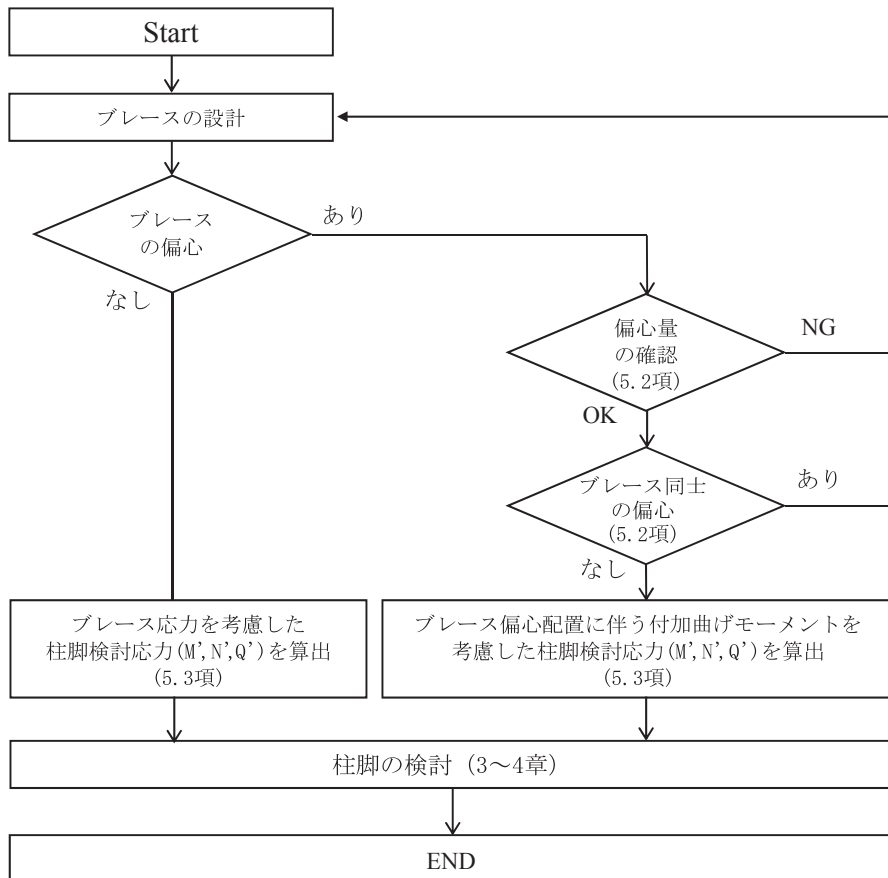 Start
ブレースの設計
ブレース
の偏心
あり
なし
偏心量
の確認
(5.2項)
NG
OK
ブレース同士
の偏心
(5.2項)
あり
なし
ブレース応力を考慮した
柱脚検討応力(M’,N’,Q’)を算出
(5.3項)
ブレース偏心配置に伴う付加曲げモーメントを
考慮した柱脚検討応力(M’,N’,Q’)を算出
(5.3項)
柱脚の検討 (3～4章)
END